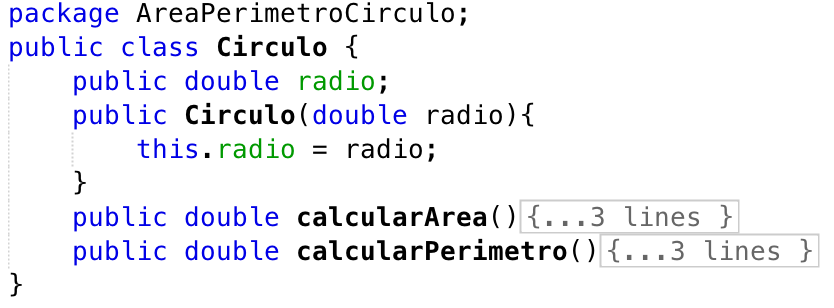 package AreaPerimetroCirculo;
public class Circulo {
public double radio;
public Circulo(double radio){
this.radio = radio;
}
public double calcularArea(){...3 lines }
public double calcularPerimetro(){...3 lines }
}